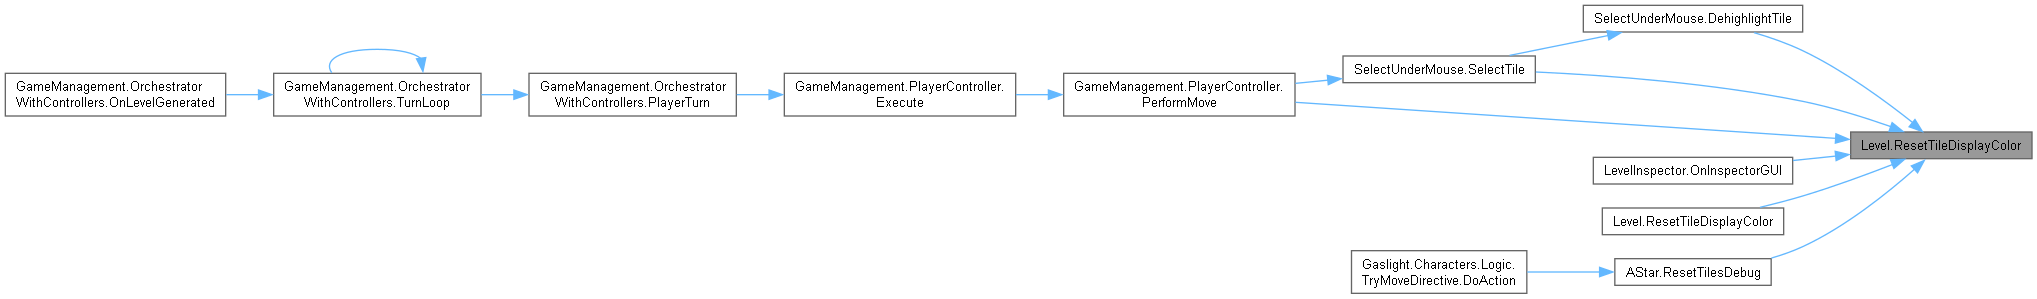 GameManagement.Orchestrator
WithControllers.OnLevelGenerated
GameManagement.Orchestrator
WithControllers.TurnLoop
GameManagement.Orchestrator
WithControllers.PlayerTurn
GameManagement.PlayerController.
Execute
GameManagement.PlayerController.
PerformMove
SelectUnderMouse.SelectTile
SelectUnderMouse.DehighlightTile
Level.ResetTileDisplayColor
LevelInspector.OnInspectorGUI
Level.ResetTileDisplayColor
Gaslight.Characters.Logic.
TryMoveDirective.DoAction
AStar.ResetTilesDebug